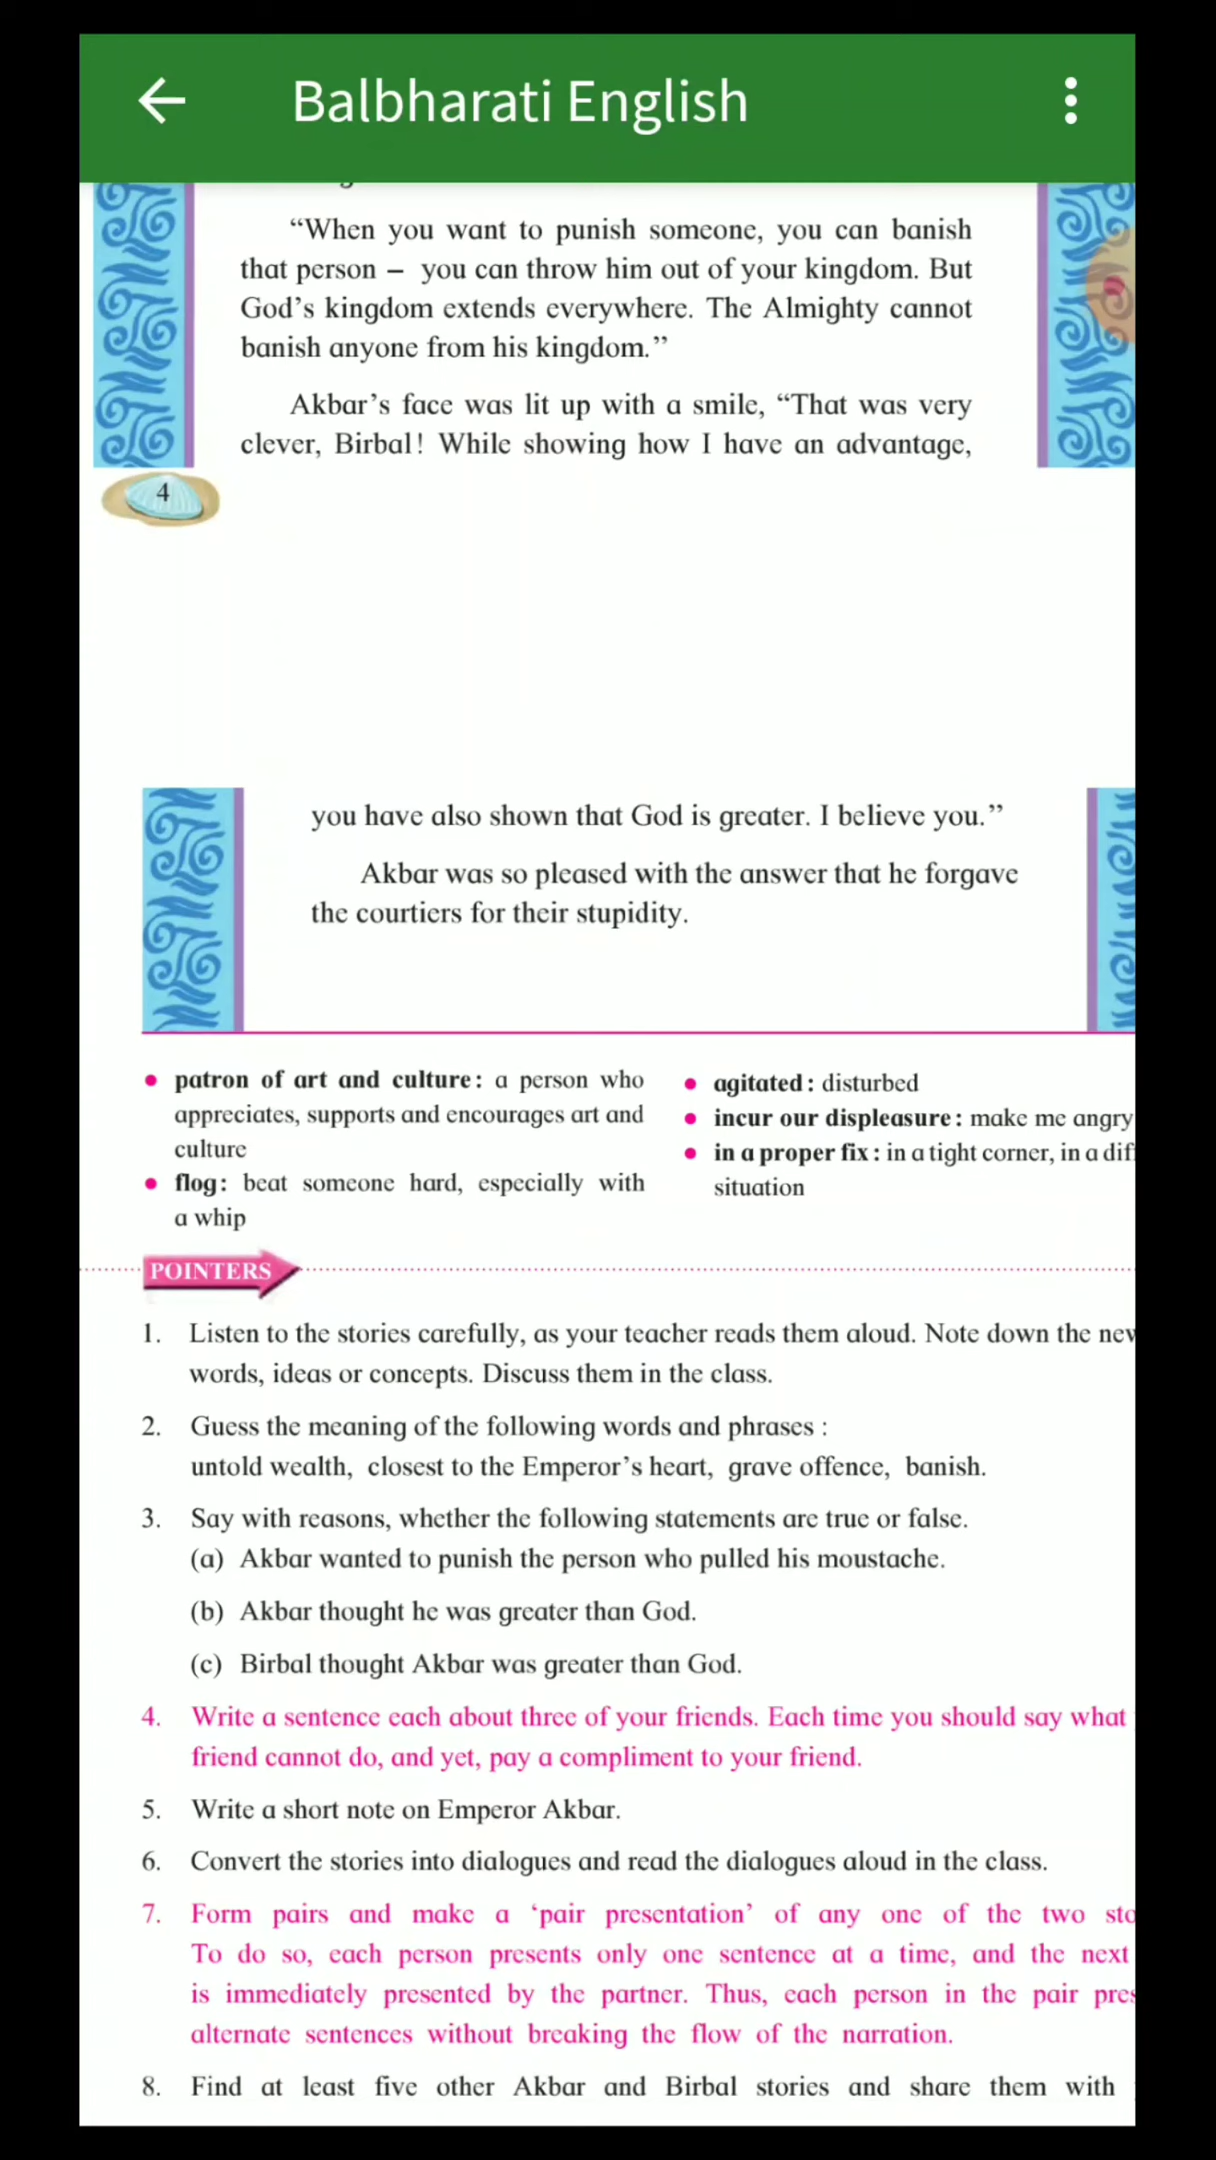 Balbharati English
“When you want to punish someone, you can banish
that person – you can throw him out of your kingdom. But
God’s kingdom extends everywhere. The Almighty cannot
banish anyone from his kingdom.”
Akbar’s face was lit up with a smile, “That was very
clever, Birbal! While showing how I have an advantage,
4
you have also shown that God is greater. I believe you.”
Akbar was so pleased with the answer that he forgave
the courtiers for their stupidity.
• patron of art and culture : a person who
appreciates, supports and encourages art and
culture
• flog : beat someone hard, especially with
a whip
• agitated : disturbed
• incur our displeasure : make me angry
• in a proper fix : in a tight corner, in a
situation
POINTERS
1. Listen to the stories carefully, as your teacher reads them aloud. Note down the
words, ideas or concepts. Discuss them in the class.
2. Guess the meaning of the following words and phrases :
untold wealth, closest to the Emperor’s heart, grave offence, banish.
3. Say with reasons, whether the following statements are true or false.
(a) Akbar wanted to punish the person who pulled his moustache.
(b) Akbar thought he was greater than God.
(c) Birbal thought Akbar was greater than God.
4. Write a sentence each about three of your friends. Each time you should say what
friend cannot do, and yet, pay a compliment to your friend.
5. Write a short note on Emperor Akbar.
6. Convert the stories into dialogues and read the dialogues aloud in the class.
7. Form pairs and make a ‘pair presentation’ of any one of the two
To do so, each person presents only one sentence at a time, and the next
is immediately presented by the partner. Thus, each person in the pair
alternate sentences without breaking the flow of the narration.
8. Find at least five other Akbar and Birbal stories and share them with